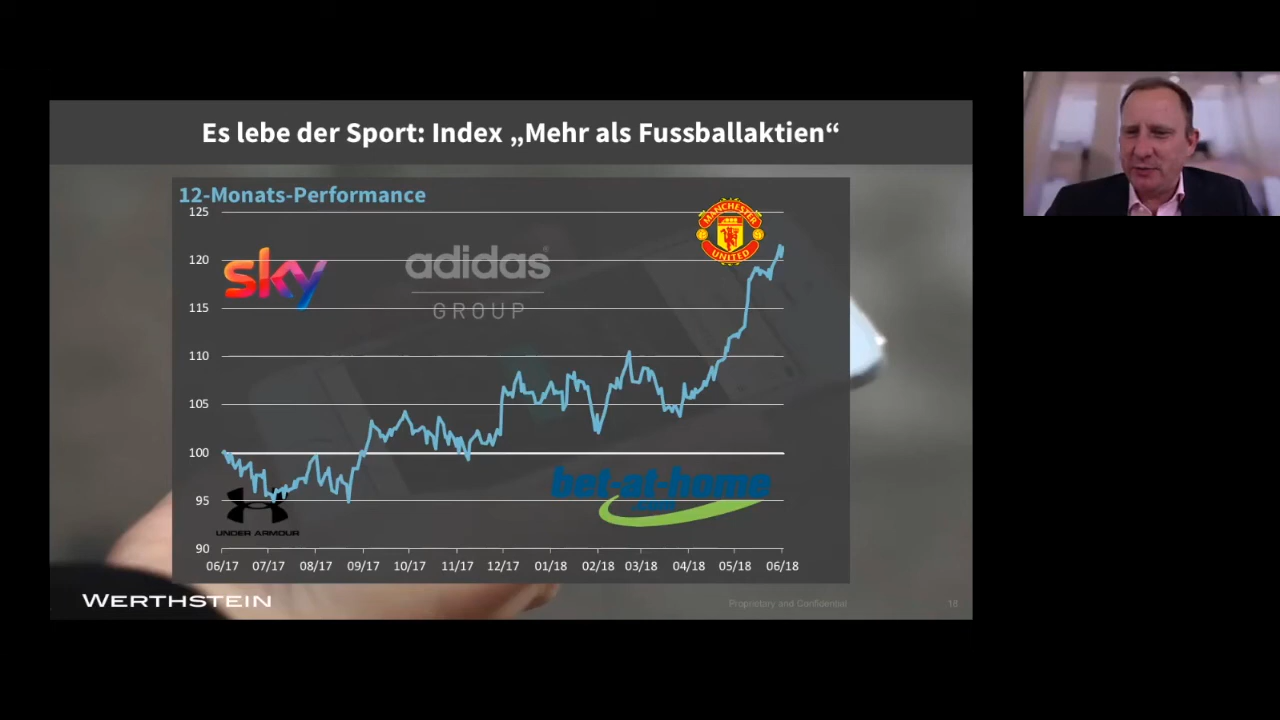 Es lebe der Sport: Index „Mehr als Fussballaktien“
12-Monats-Performance
125
120
115
110
105
100
95
90
06/17 07/17 08/17 09/17 10/17 11/17 12/17 01/18 02/18 03/18 04/18 05/18 06/18
MANCHESTER
UNITED
sky
adidas
GROUP
bet-at-home
.com
UNDER ARMOUR
WERTHSTEIN
Proprietary and Confidential
18